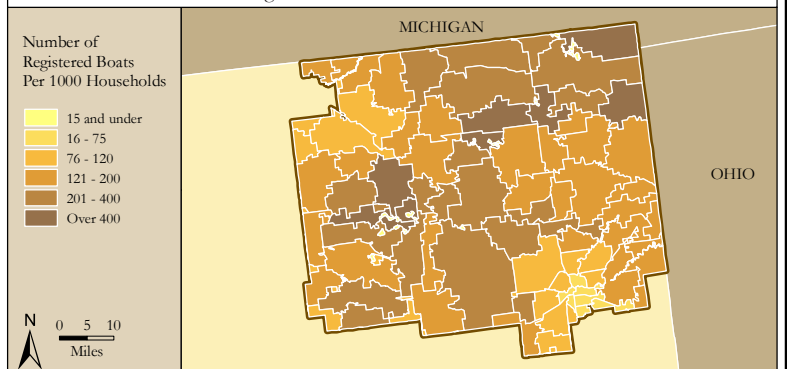 MICHIGAN
Number of
Registered Boats
Per 1000 Households
15 and under
16 - 75
76 - 120
121 - 200
201 - 400
Over 400
OHIO
N
0 5 10
Miles